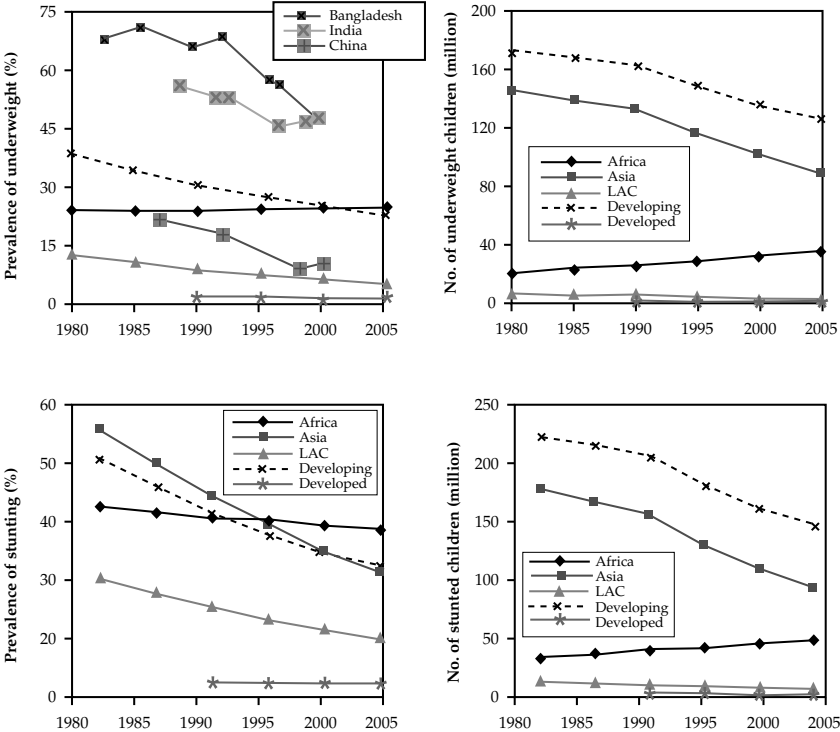 Prevalence of underweight (%)
75
60
45
30
15
0
1980 1985 1990 1995 2000 2005
Bangladesh
India
China
No. of underweight children (million)
200
160
120
80
40
0
1980 1985 1990 1995 2000 2005
Africa
Asia
LAC
Developing
Developed
Prevalence of stunting (%)
60
50
40
30
20
0
1980 1985 1990 1995 2000 2005
Africa
Asia
LAC
Developing
Developed
No. of stunted children (million)
250
200
150
100
50
0
1980 1985 1990 1995 2000 2005
Africa
Asia
LAC
Developing
Developed